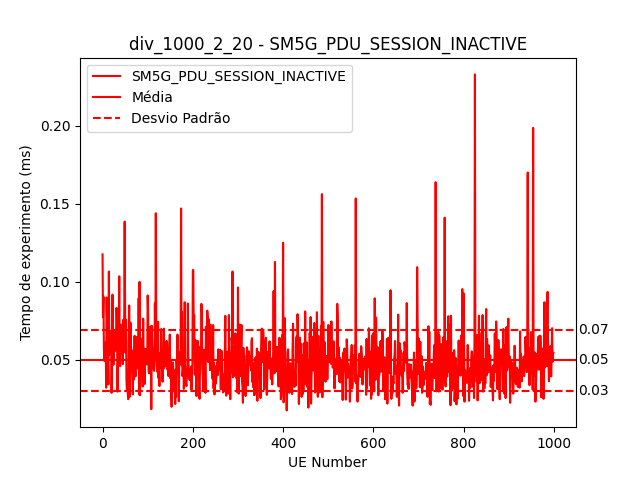 div_1000_2_20 - SM5G_PDU_SESSION_INACTIVE
SM5G_PDU_SESSION_INACTIVE
Média
Desvio Padrão
Tempo de experimento (ms)
0.20
0.15
0.10
0.05
0.07
0.05
0.03
0 200 400 600 800 1000
UE Number